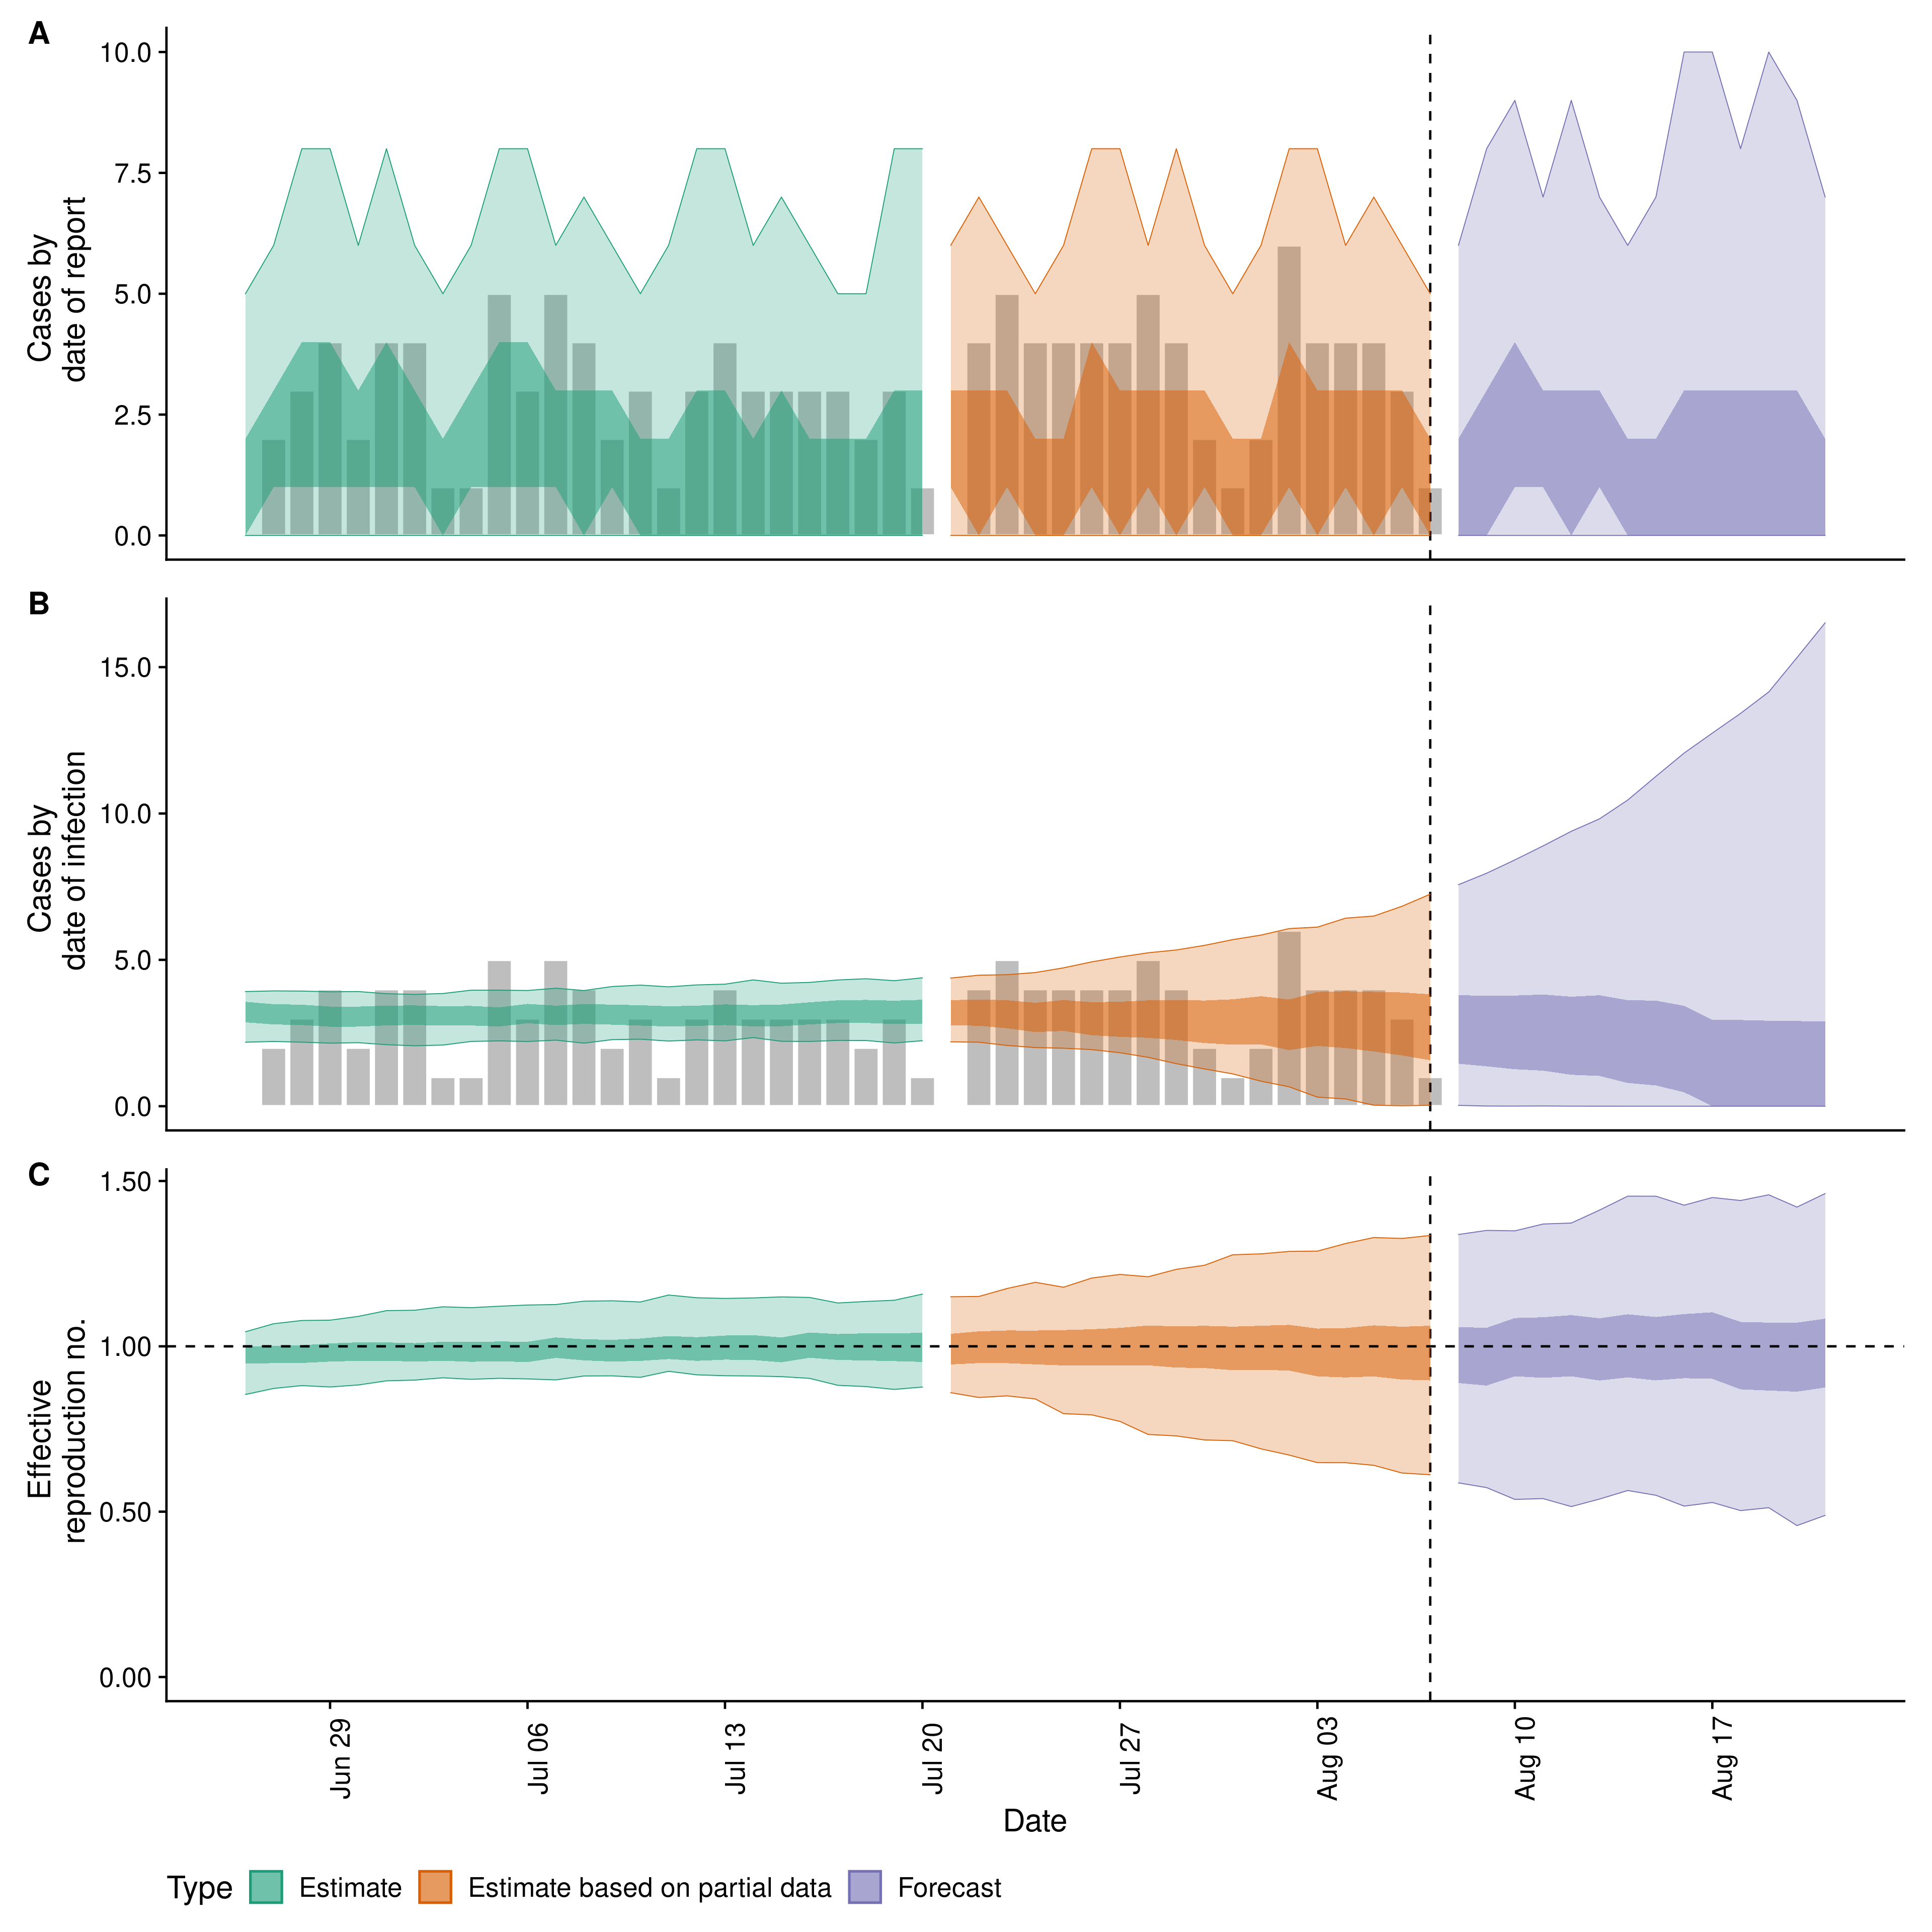 A
10.0
7.5
5.0
2.5
0.0
Cases by
date of report
B
15.0
10.0
5.0
0.0
Cases by
date of infection
C
1.50
1.00
0.50
0.00
Effective
reproduction no.
Jun 29
Jul 06
Jul 13
Jul 20
Jul 27
Aug 03
Aug 10
Aug 17
Date
Type Estimate Estimate based on partial data Forecast